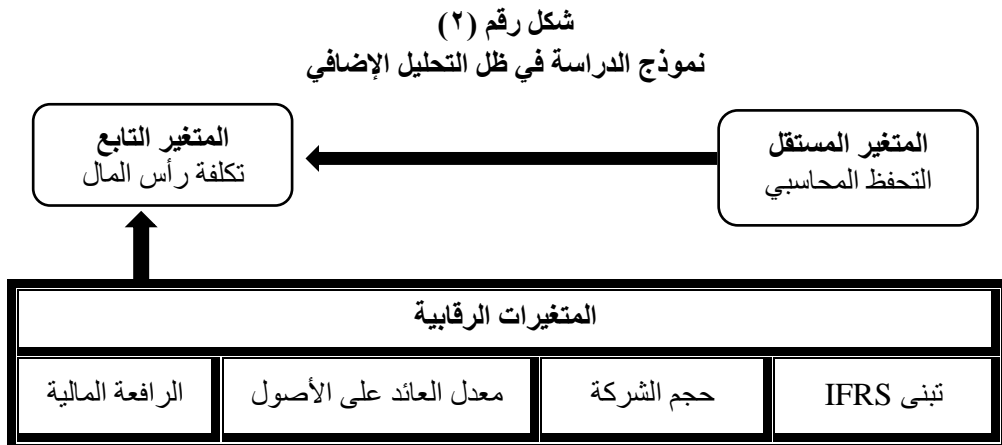 شكل رقم (٢)
نموذج الدراسة في ظل التحليل الإضافي
المتغير المستقل
التحفظ المحاسبي
المتغير التابع
تكلفة رأس المال
المتغيرات الرقابية
تبنى IFRS
حجم الشركة
معدل العائد على الأصول
الرافعة المالية